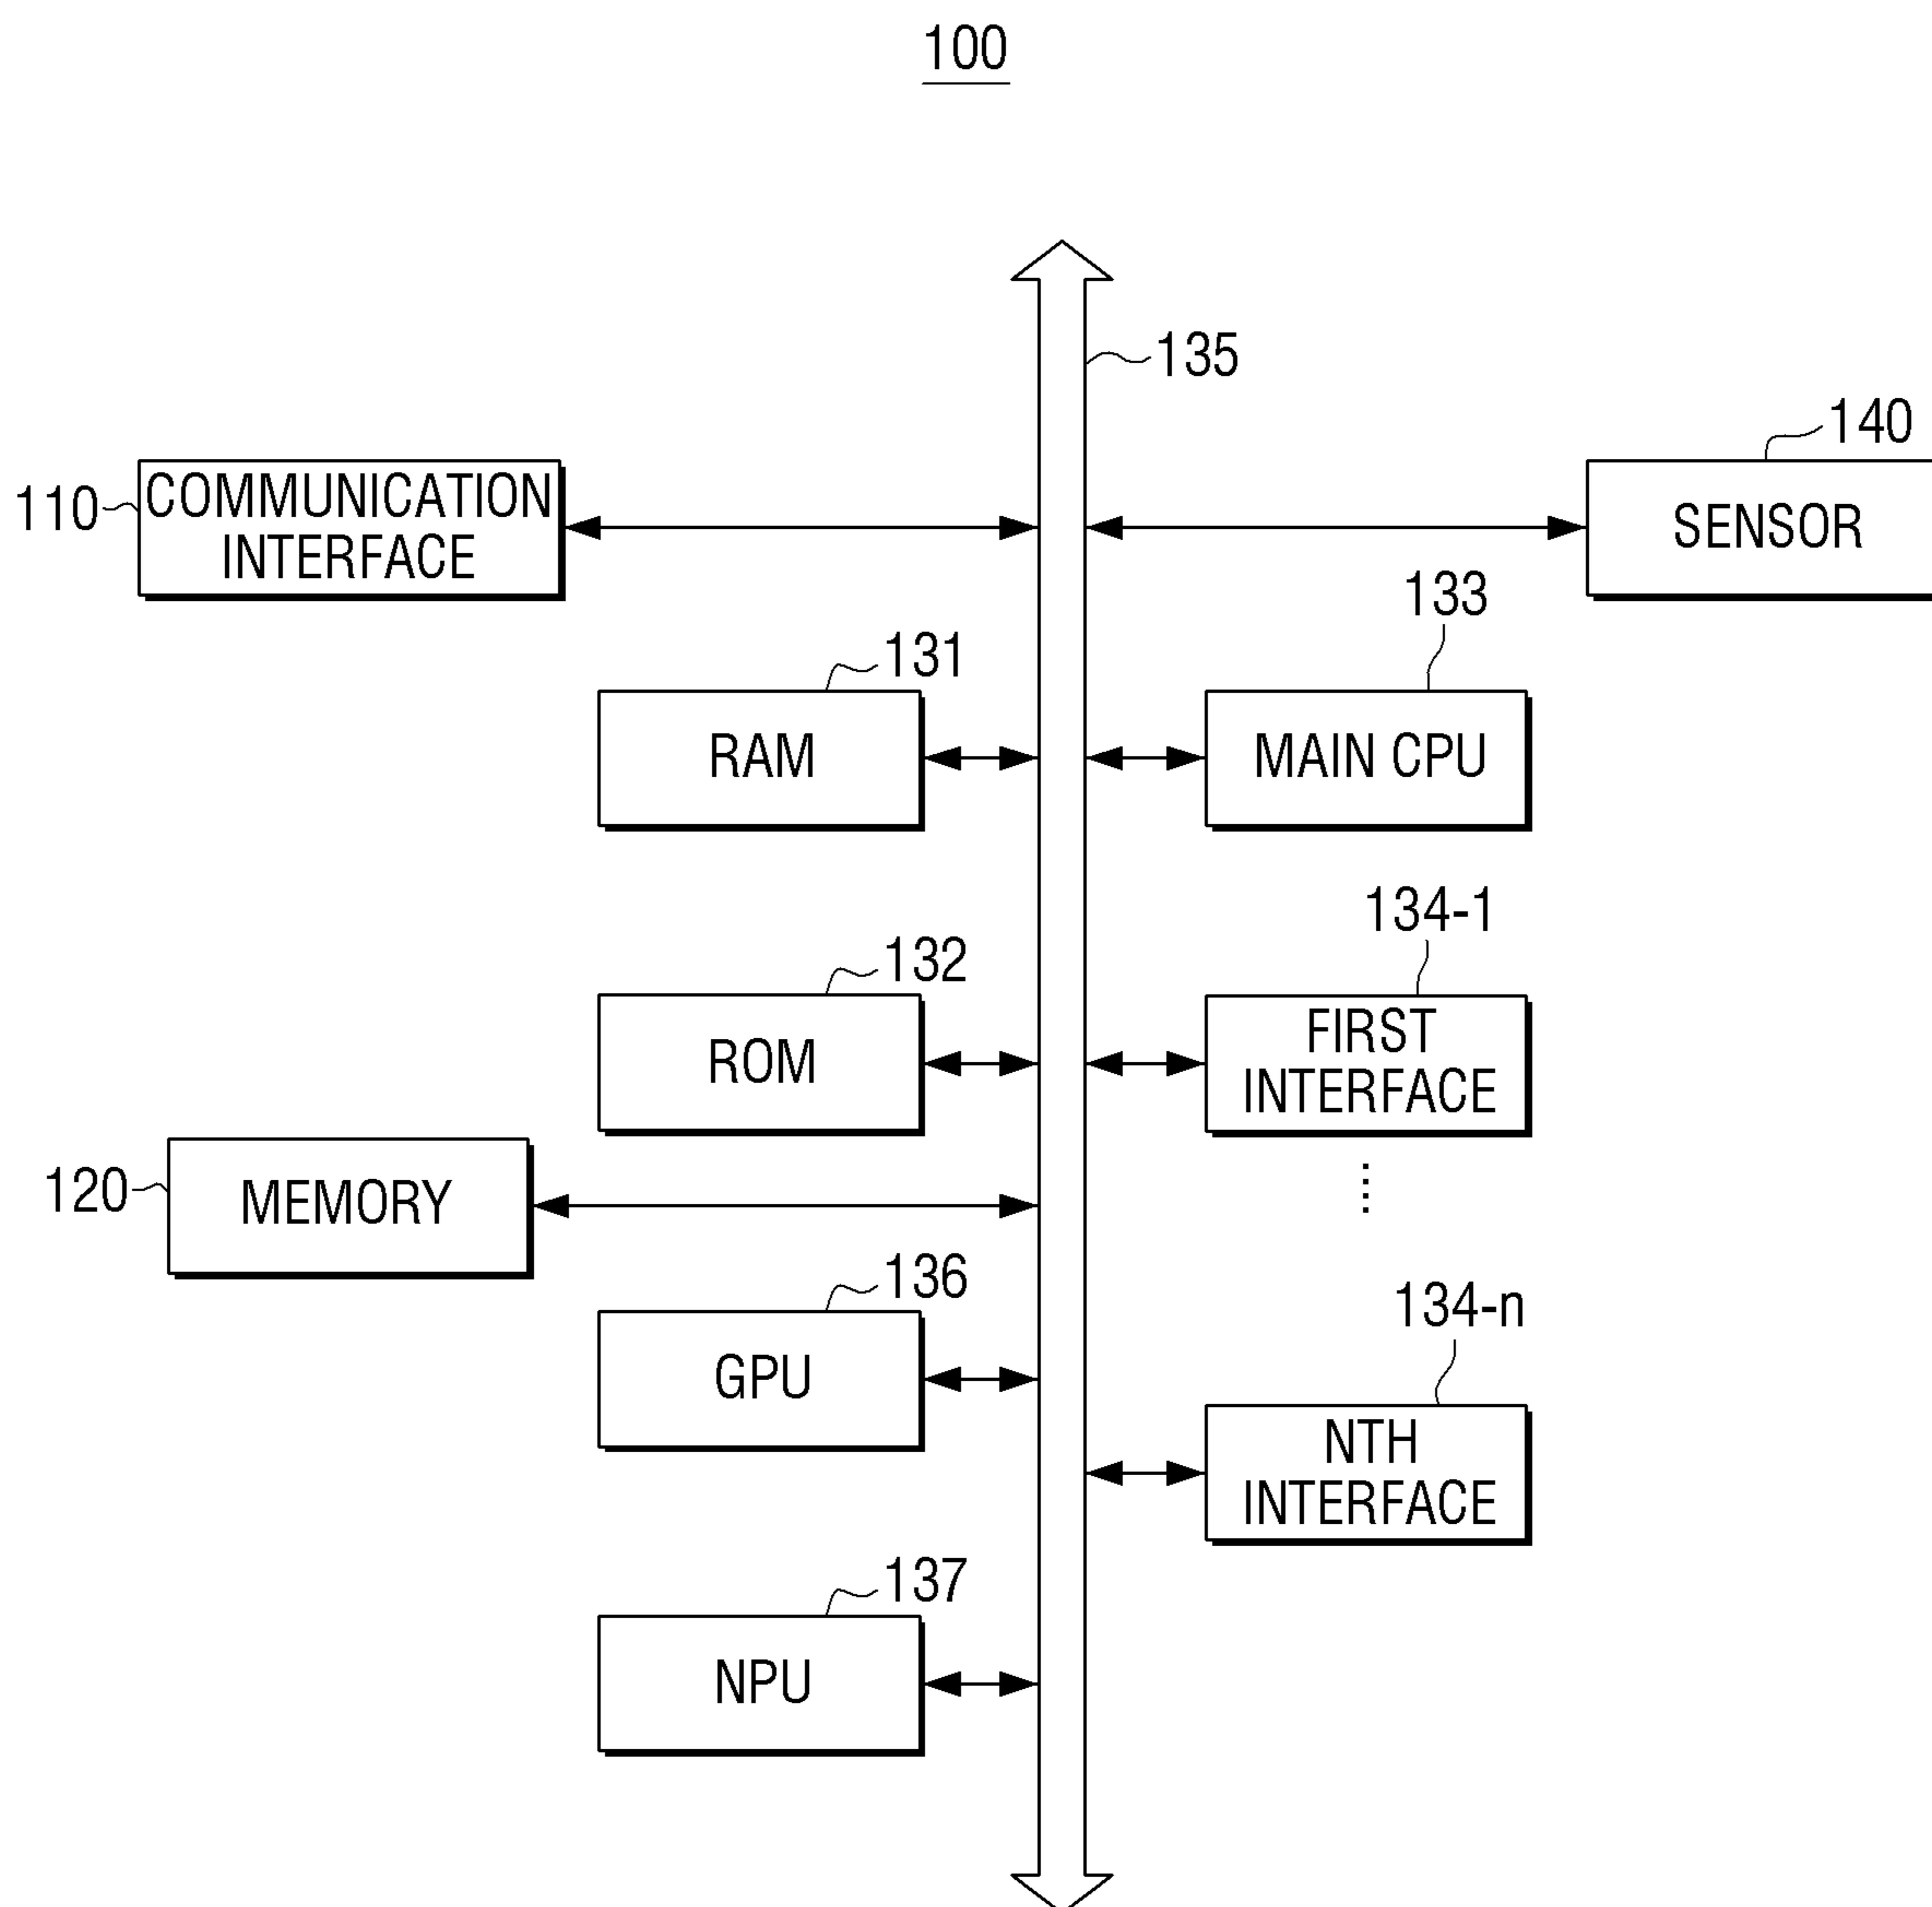 100
135
140
110
COMMUNICATION
INTERFACE
SENSOR
133
131
RAM
MAIN CPU
134-1
132
ROM
FIRST
INTERFACE
120
MEMORY
136
GPU
134-n
NTH
INTERFACE
137
NPU